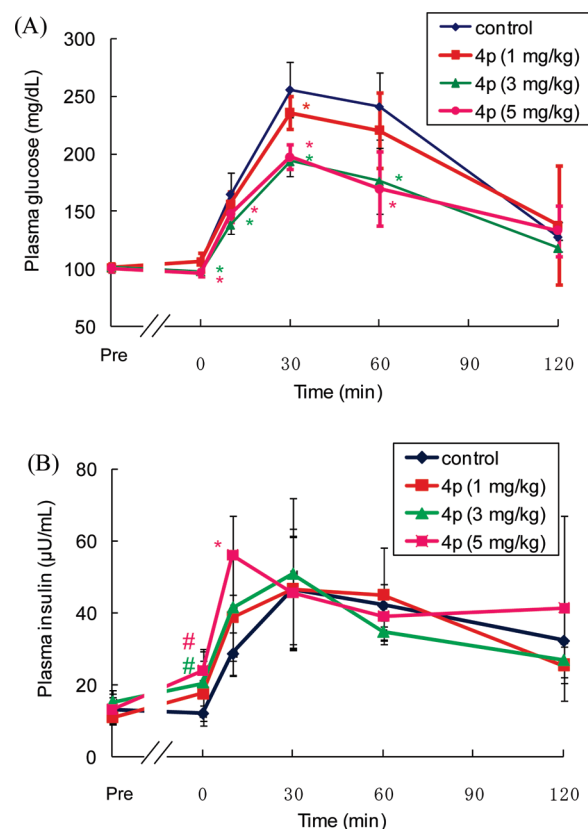 (A)
300
250
200
150
100
50
Plasma glucose (mg/dL)
control
4p (1 mg/kg)
4p (3 mg/kg)
4p (5 mg/kg)
*
*
*
*
*
*
*
*
*
Pre
0
30
60
90
120
Time (min)
(B)
80
60
40
20
0
Plasma insulin (µU/mL)
control
4p (1 mg/kg)
4p (3 mg/kg)
4p (5 mg/kg)
*
#
#
Pre
0
30
60
90
120
Time (min)